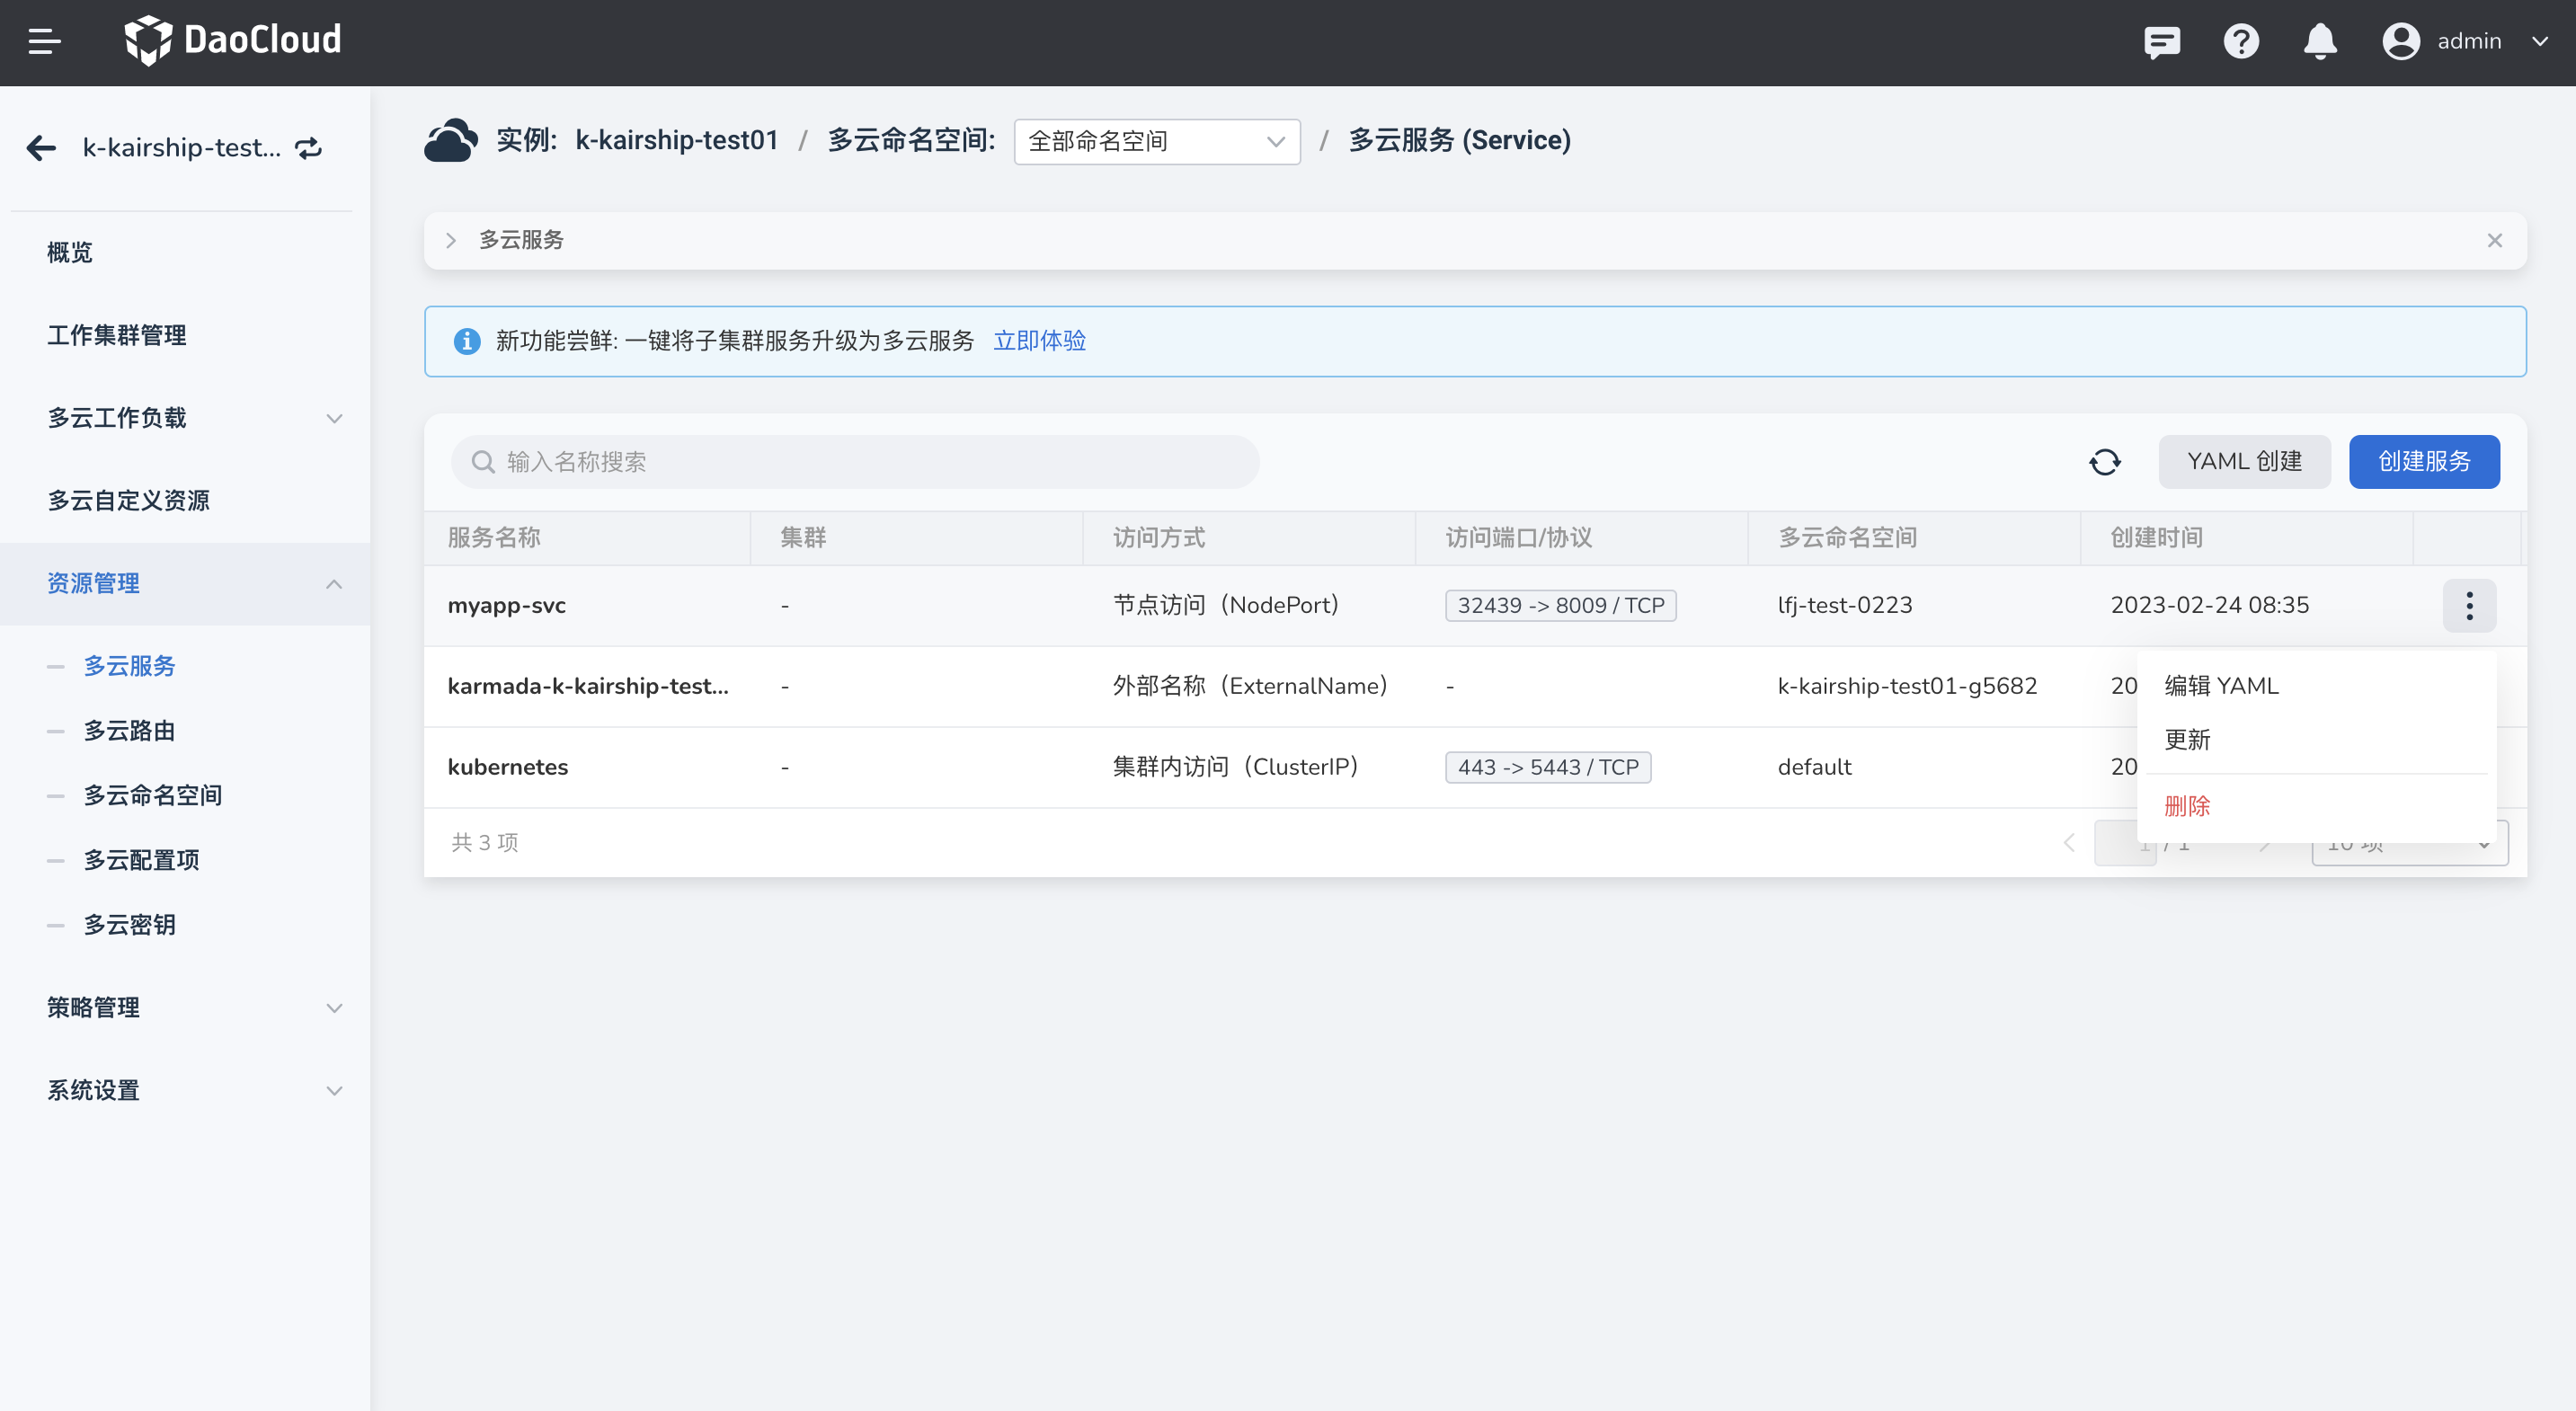 DaoCloud
admin
k-kairship-test...
实例: k-kairship-test01 / 多云命名空间: 全部命名空间 / 多云服务 (Service)
概览
工作集群管理
多云工作负载
多云自定义资源
资源管理
多云服务
多云路由
多云命名空间
多云配置项
多云密钥
策略管理
系统设置
多云服务
新功能尝鲜: 一键将子集群服务升级为多云服务 立即体验
输入名称搜索
YAML 创建
创建服务
服务名称 集群 访问方式 访问端口/协议 多云命名空间 创建时间
myapp-svc - 节点访问（NodePort） 32439 -> 8009 / TCP lfj-test-0223 2023-02-24 08:35
karmada-k-kairship-test... - 外部名称（ExternalName） - k-kairship-test01-g5682 20
kubernetes - 集群内访问（ClusterIP） 443 -> 5443 / TCP default 20
编辑 YAML
更新
删除
共 3 项
1 / 1
10 项